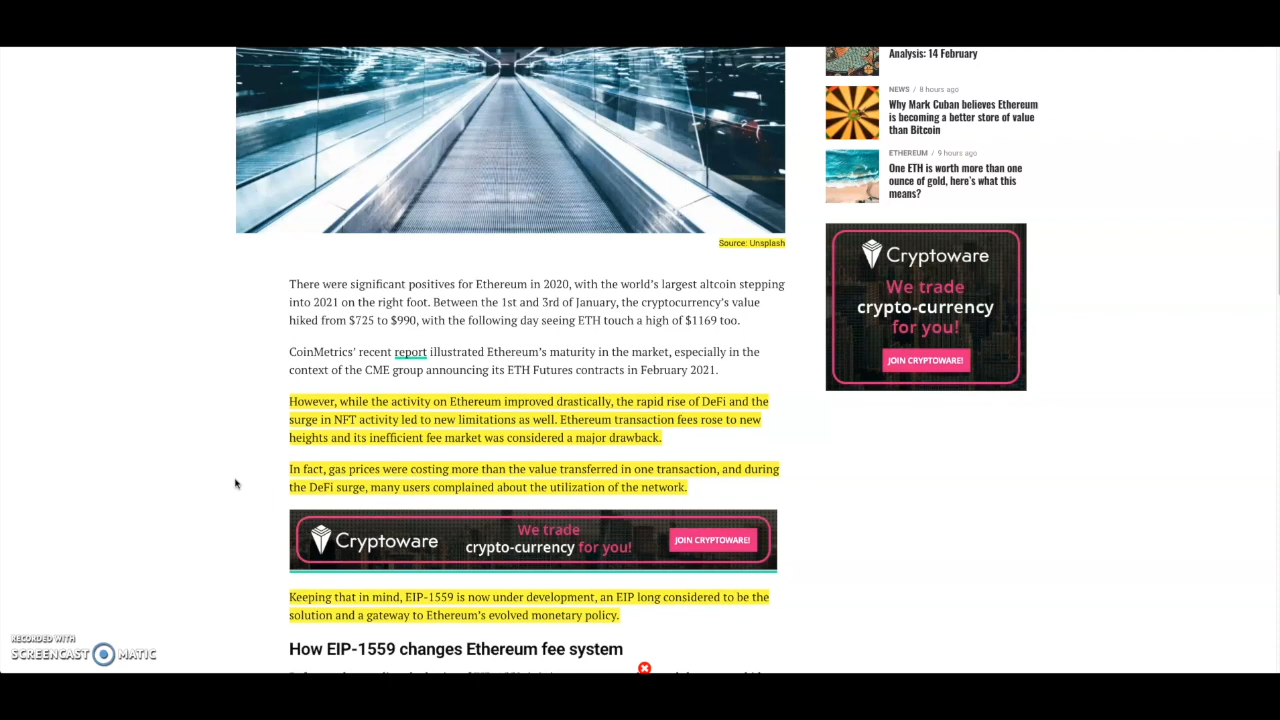 Analysis: 14 February
NEWS / 8 hours ago
Why Mark Cuban believes Ethereum
is becoming a better store of value
than Bitcoin
ETHEREUM / 9 hours ago
One ETH is worth more than one
ounce of gold, here's what this
means?
Cryptoware
We trade
crypto-currency
for you!
JOIN CRYPTOWARE!
Source: Unsplash
There were significant positives for Ethereum in 2020, with the world's largest altcoin stepping
into 2021 on the right foot. Between the 1st and 3rd of January, the cryptocurrency's value
hiked from $725 to $990, with the following day seeing ETH touch a high of $1169 too.
CoinMetrics' recent report illustrated Ethereum's maturity in the market, especially in the
context of the CME group announcing its ETH Futures contracts in February 2021.
However, while the activity on Ethereum improved drastically, the rapid rise of DeFi and the
surge in NFT activity led to new limitations as well. Ethereum transaction fees rose to new
heights and its inefficient fee market was considered a major drawback.
In fact, gas prices were costing more than the value transferred in one transaction, and during
the DeFi surge, many users complained about the utilization of the network.
Cryptoware
We trade
crypto-currency for you!
JOIN CRYPTOWARE!
Keeping that in mind, EIP-1559 is now under development, an EIP long considered to be the
solution and a gateway to Ethereum's evolved monetary policy.
How EIP-1559 changes Ethereum fee system
RECORDED WITH
SCREENCAST MATIC